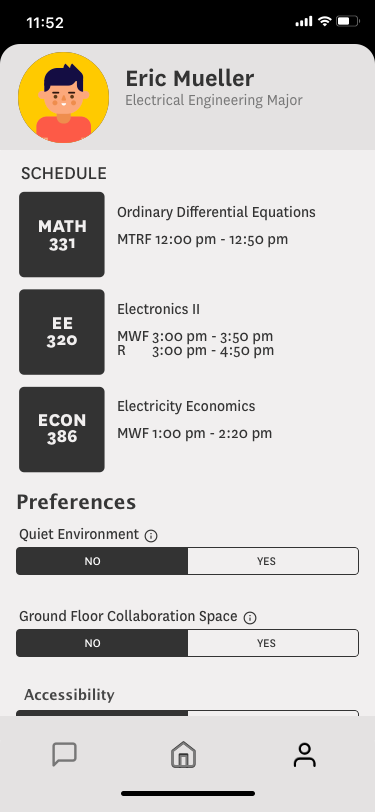 11:52
Eric Mueller
Electrical Engineering Major
SCHEDULE
MATH
331
Ordinary Differential Equations
MTRF 12:00 pm - 12:50 pm
EE
320
Electronics II
MWF 3:00 pm - 3:50 pm
R 3:00 pm - 4:50 pm
ECON
386
Electricity Economics
MWF 1:00 pm - 2:20 pm
Preferences
Quiet Environment
NO YES
Ground Floor Collaboration Space
NO YES
Accessibility